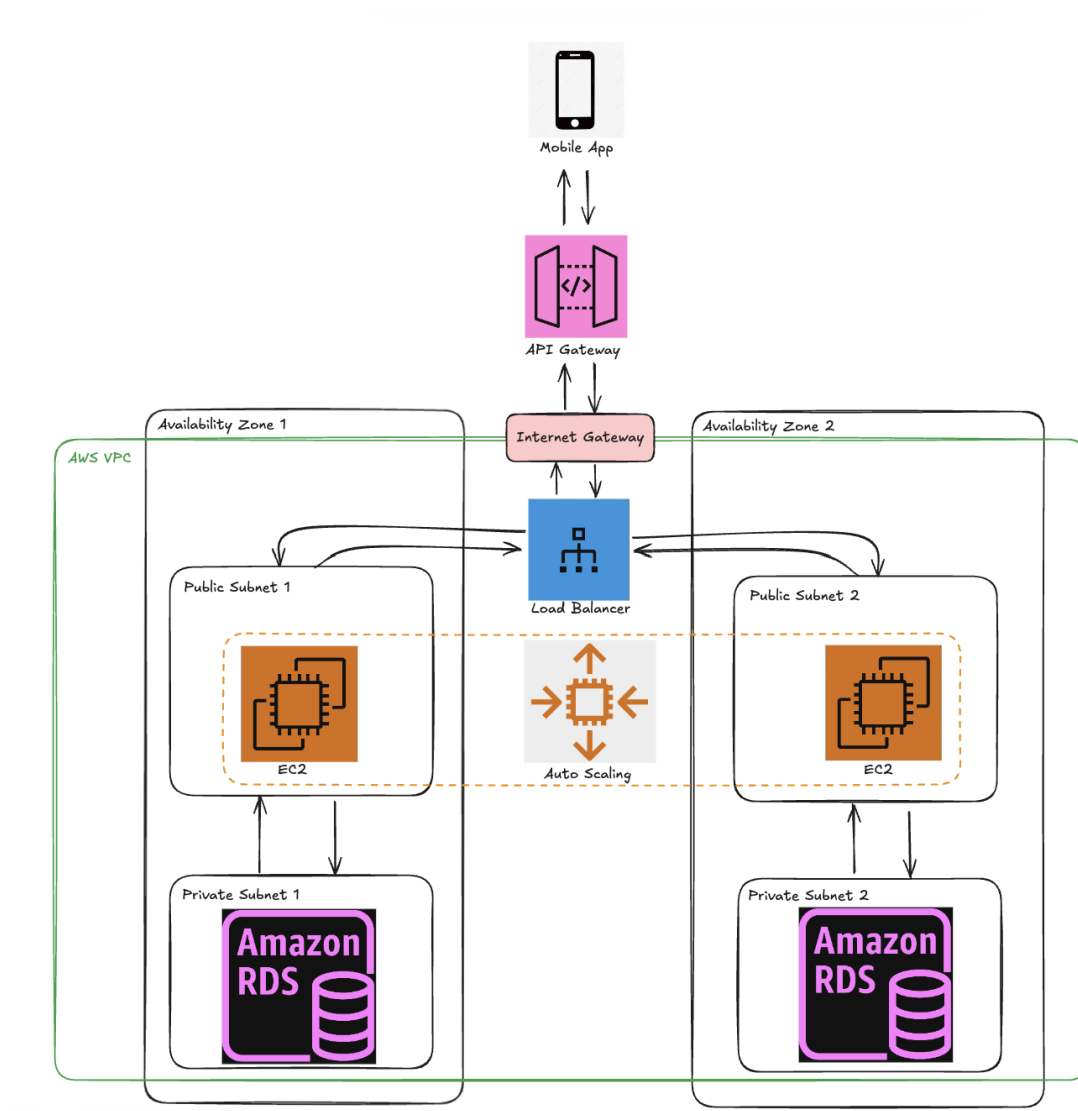 Mobile App
</>
API Gateway
Availability Zone 1
Internet Gateway
Availability Zone 2
AWS VPC
Public Subnet 1
Load Balancer
Public Subnet 2
EC2
Auto Scaling
EC2
Private Subnet 1
Private Subnet 2
Amazon
RDS
Amazon
RDS